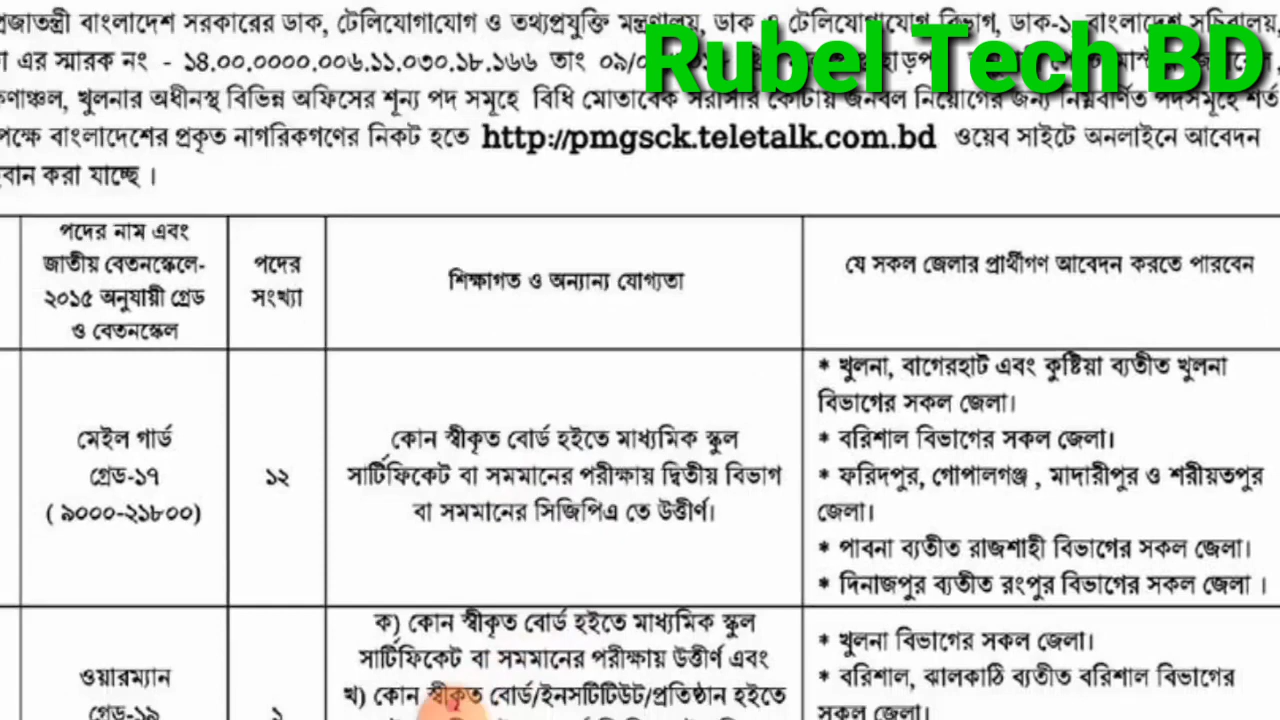 প্রজাতন্ত্রী বাংলাদেশ সরকারের ডাক, টেলিযোগাযোগ ও তথ্যপ্রযুক্তি মন্ত্রণালয়, ডাক ও টেলিযোগাযোগ বিভাগ, ডাক-১ বাংলাদেশ সচিবালয়,
Rubel Tech BD
এর স্মারক নং - ১৪.০০.০০০০.০০৬.১১.০৩০.১৮.১৬৬ তাং ০৯/০
খুলনার অধীনস্থ বিভিন্ন অফিসের শূন্য পদ সমূহে বিধি মোতাবেক সরাসরি কোটায় জনবল নিয়োগের জন্য নিম্নবর্ণিত পদসমূহে শর্ত
পক্ষে বাংলাদেশের প্রকৃত নাগরিকগণের নিকট হতে http://pmgsck.teletalk.com.bd ওয়েব সাইটে অনলাইনে আবেদন
করা যাচ্ছে ।
পদের নাম এবং
জাতীয় বেতনস্কেলে-
২০১৫ অনুযায়ী গ্রেড
ও বেতনস্কেল
পদের
সংখ্যা
শিক্ষাগত ও অন্যান্য যোগ্যতা
যে সকল জেলার প্রার্থীগণ আবেদন করতে পারবেন
মেইল গার্ড
গ্রেড-১৭
( ৯০০০-২১৮০০)
১২
কোন স্বীকৃত বোর্ড হইতে মাধ্যমিক স্কুল
সার্টিফিকেট বা সমমানের পরীক্ষায় দ্বিতীয় বিভাগ
বা সমমানের সিজিপিএ তে উত্তীর্ণ।
* খুলনা, বাগেরহাট এবং কুষ্টিয়া ব্যতীত খুলনা
বিভাগের সকল জেলা।
* বরিশাল বিভাগের সকল জেলা।
* ফরিদপুর, গোপালগঞ্জ , মাদারীপুর ও শরীয়তপুর
জেলা।
* পাবনা ব্যতীত রাজশাহী বিভাগের সকল জেলা।
* দিনাজপুর ব্যতীত রংপুর বিভাগের সকল জেলা ।
ওয়ারম্যান
গ্রেড-১৯
১
ক) কোন স্বীকৃত বোর্ড হইতে মাধ্যমিক স্কুল
সার্টিফিকেট বা সমমানের পরীক্ষায় উত্তীর্ণ এবং
খ) কোন স্বীকৃত বোর্ড/ইনসটিটিউট/প্রতিষ্ঠান হইতে
* খুলনা বিভাগের সকল জেলা।
* বরিশাল, ঝালকাঠি ব্যতীত বরিশাল বিভাগের
সকল জেলা।